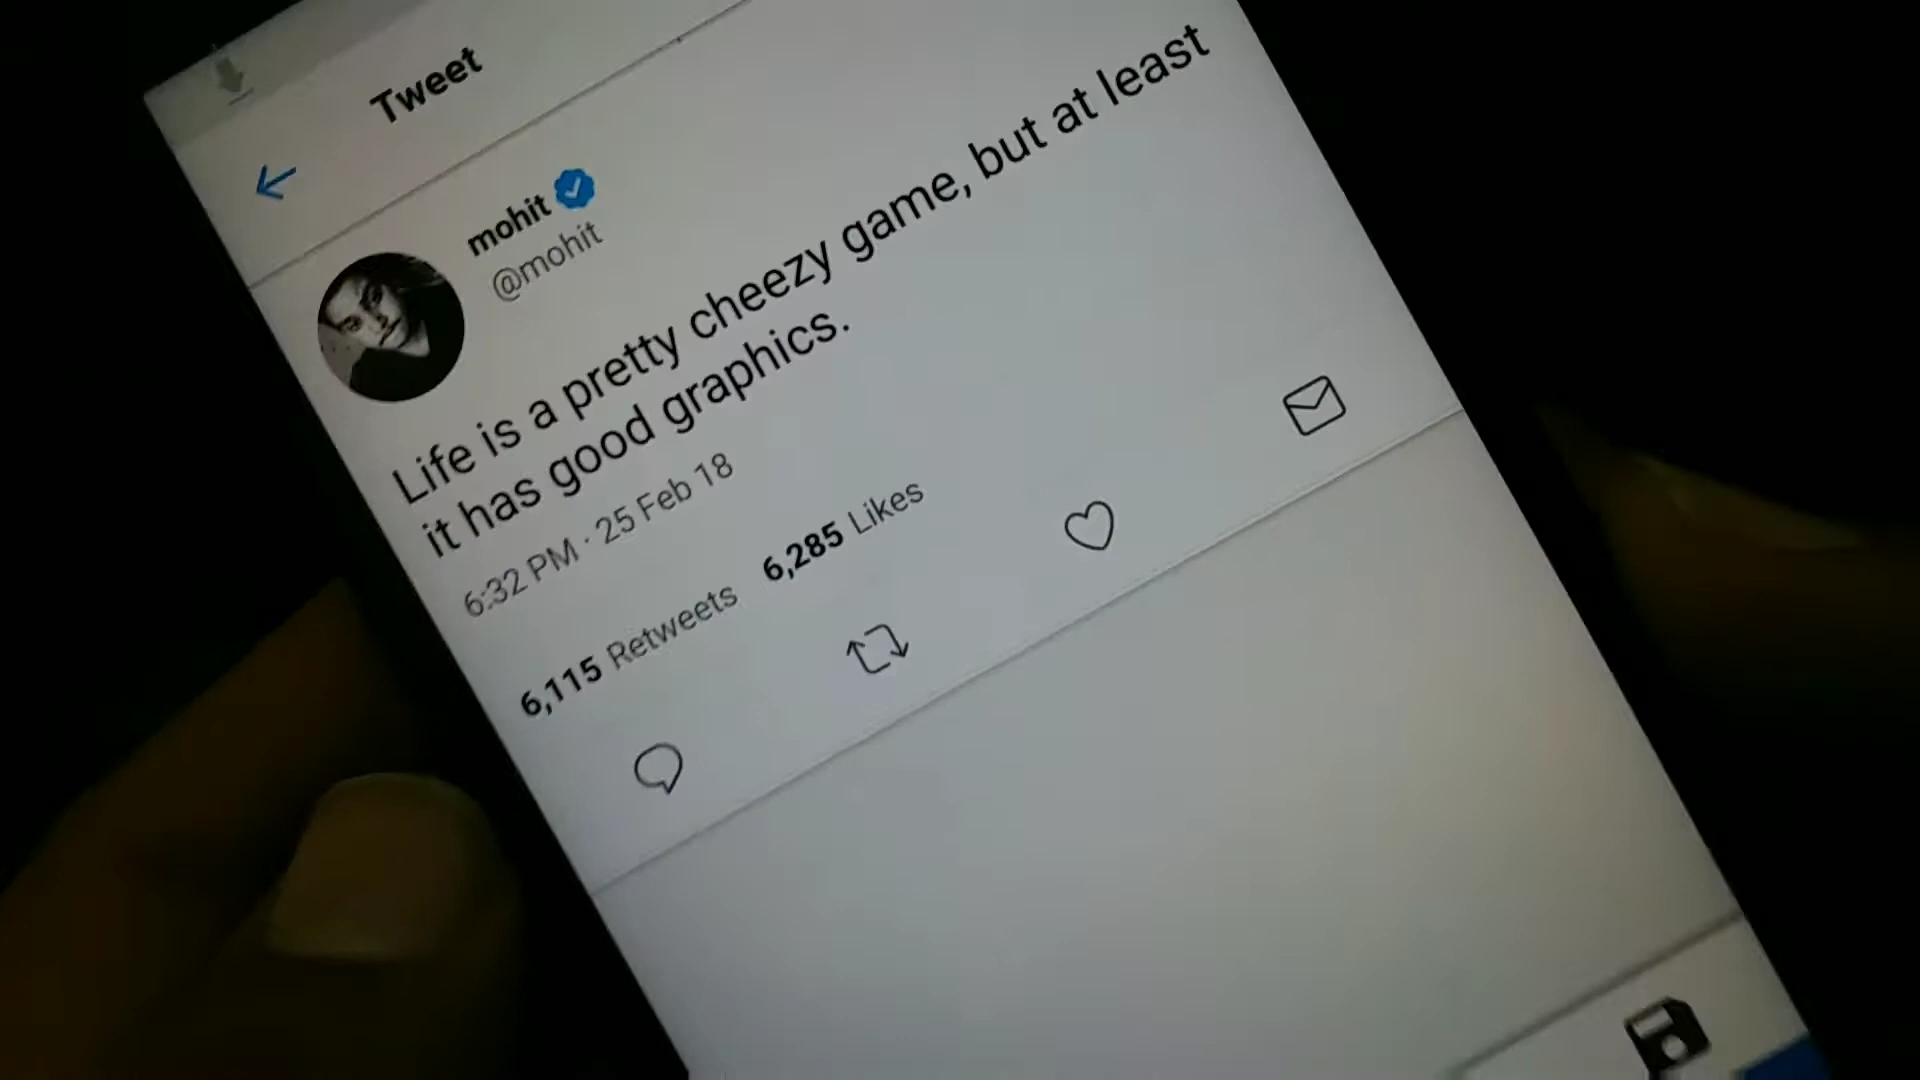 Tweet
mohit
@mohit
Life is a pretty cheezy game, but at least
it has good graphics.
6:32 PM · 25 Feb 18
6,115 Retweets 6,285 Likes